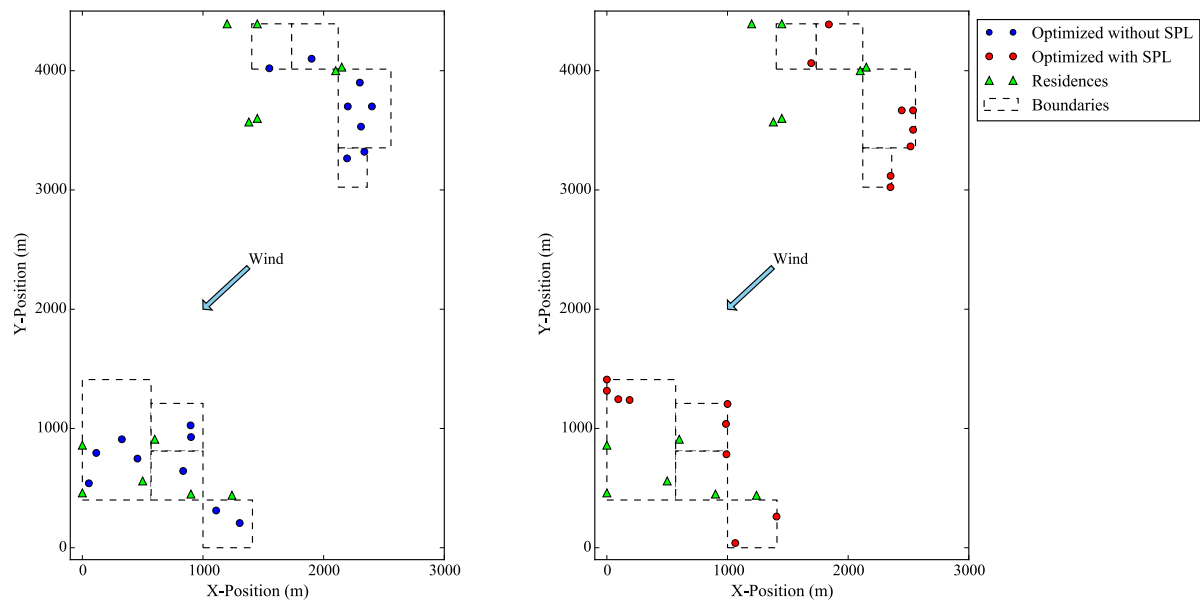 4000
3000
2000
1000
0
0
1000
2000
3000
Y-Position (m)
X-Position (m)
Wind
4000
3000
2000
1000
0
0
1000
2000
3000
Y-Position (m)
X-Position (m)
Wind
Optimized without SPL
Optimized with SPL
Residences
Boundaries